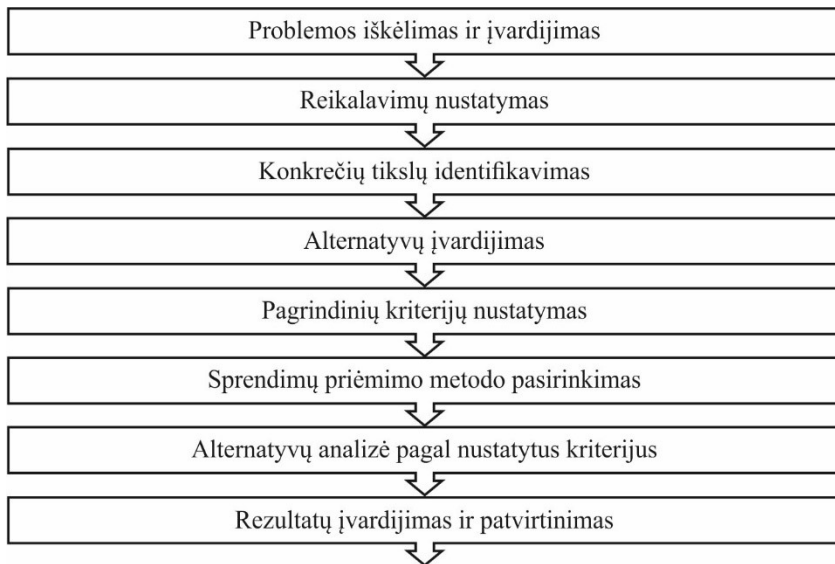 Problemos iškėlimas ir įvardijimas
Reikalavimų nustatymas
Konkrečių tikslų identifikavimas
Alternatyvų įvardijimas
Pagrindinių kriterijų nustatymas
Sprendimų priėmimo metodo pasirinkimas
Alternatyvų analizė pagal nustatytus kriterijus
Rezultatų įvardijimas ir patvirtinimas